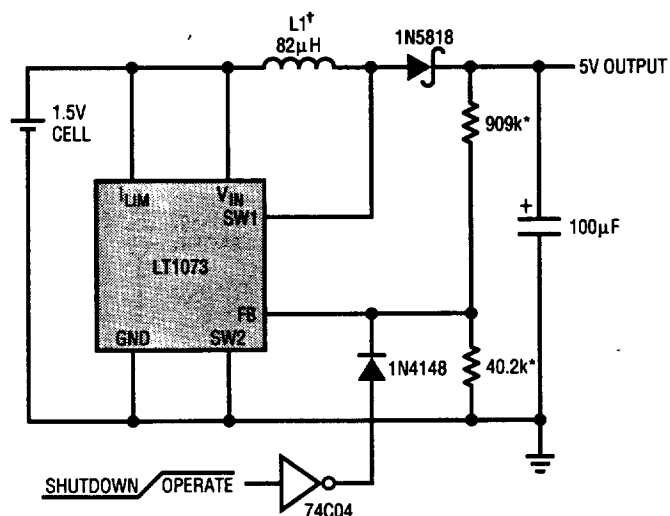 L1†
82µH
1N5818
5V OUTPUT
1.5V
CELL
909k*
ILIM
VIN
SW1
+
100µF
LT1073
FB
GND
SW2
1N4148
40.2k*
SHUTDOWN
OPERATE
74C04